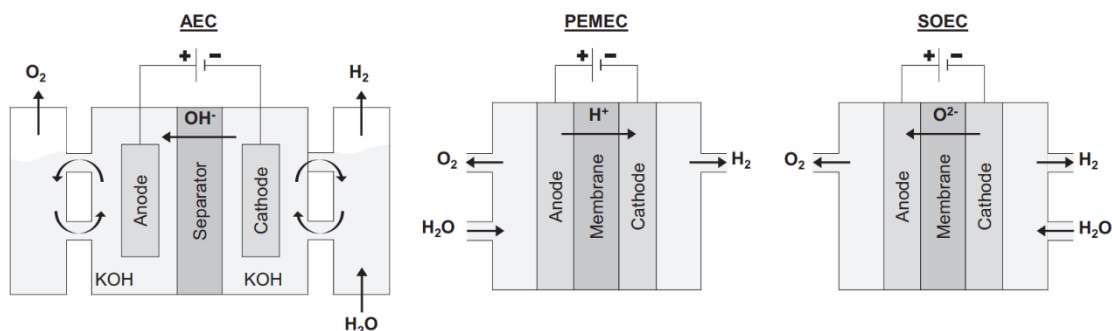 AEC
+ −
O2
H2
OH-
Anode
Separator
Cathode
KOH
KOH
H2O
PEMEC
+ −
H+
O2
H2
H2O
Anode
Membrane
Cathode
SOEC
+ −
O2-
O2
H2
H2O
Anode
Membrane
Cathode